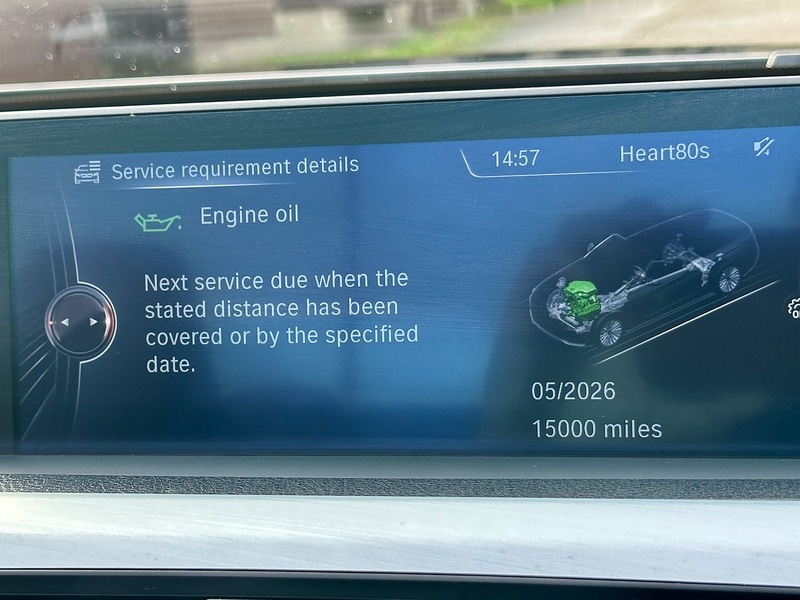 Service requirement details
14:57
Heart80s
Engine oil
Next service due when the
stated distance has been
covered or by the specified
date.
05/2026
15000 miles